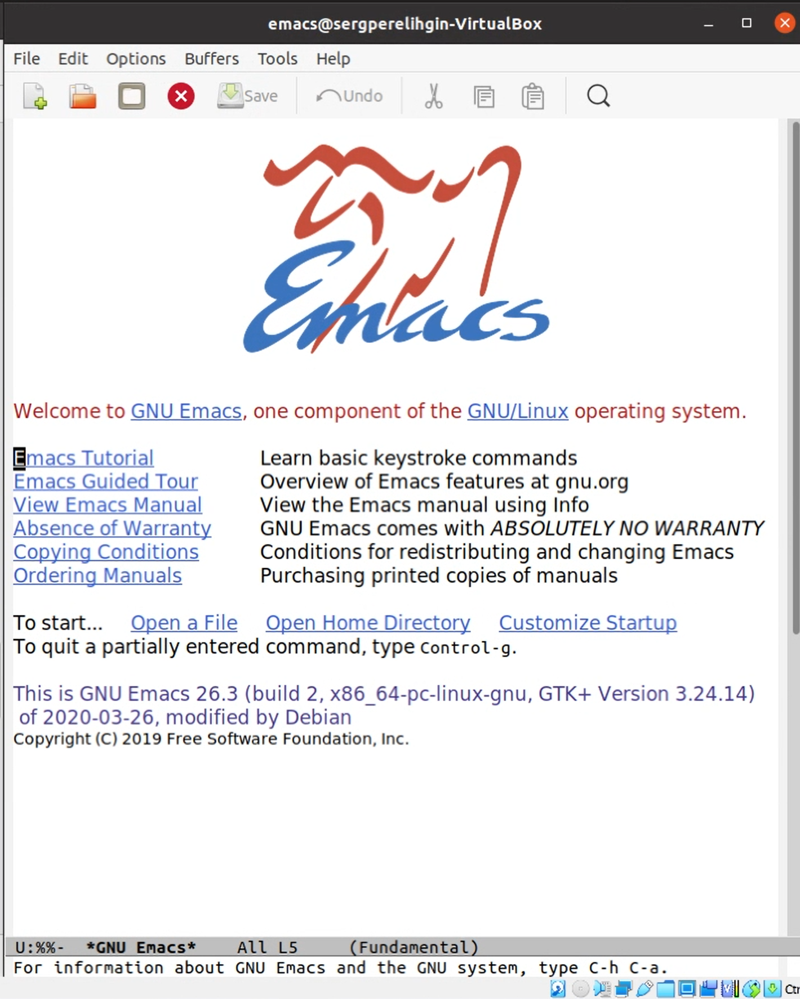 emacs@sergperelihgin-VirtualBox
File Edit Options Buffers Tools Help
Save Undo
Emacs
Welcome to GNU Emacs, one component of the GNU/Linux operating system.
Emacs Tutorial Learn basic keystroke commands
Emacs Guided Tour Overview of Emacs features at gnu.org
View Emacs Manual View the Emacs manual using Info
Absence of Warranty GNU Emacs comes with ABSOLUTELY NO WARRANTY
Copying Conditions Conditions for redistributing and changing Emacs
Ordering Manuals Purchasing printed copies of manuals
To start... Open a File Open Home Directory Customize Startup
To quit a partially entered command, type Control-g.
This is GNU Emacs 26.3 (build 2, x86_64-pc-linux-gnu, GTK+ Version 3.24.14)
of 2020-03-26, modified by Debian
Copyright (C) 2019 Free Software Foundation, Inc.
U:%%- *GNU Emacs* All L5 (Fundamental)
For information about GNU Emacs and the GNU system, type C-h C-a.